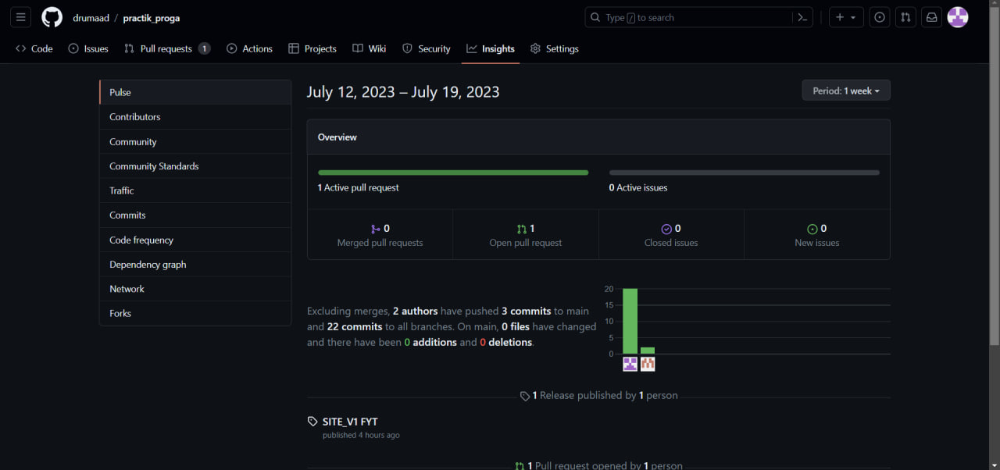 drumaad / practik_proga
Type / to search
Code Issues Pull requests 1 Actions Projects Wiki Security Insights Settings
Pulse
Contributors
Community
Community Standards
Traffic
Commits
Code frequency
Dependency graph
Network
Forks
July 12, 2023 – July 19, 2023
Period: 1 week
Overview
1 Active pull request
0 Active issues
0
Merged pull requests
1
Open pull request
0
Closed issues
0
New issues
Excluding merges, 2 authors have pushed 3 commits to main
and 22 commits to all branches. On main, 0 files have changed
and there have been 0 additions and 0 deletions.
20
15
10
5
0
1 Release published by 1 person
SITE_V1 FYT
published 4 hours ago
1 Pull request opened by 1 person